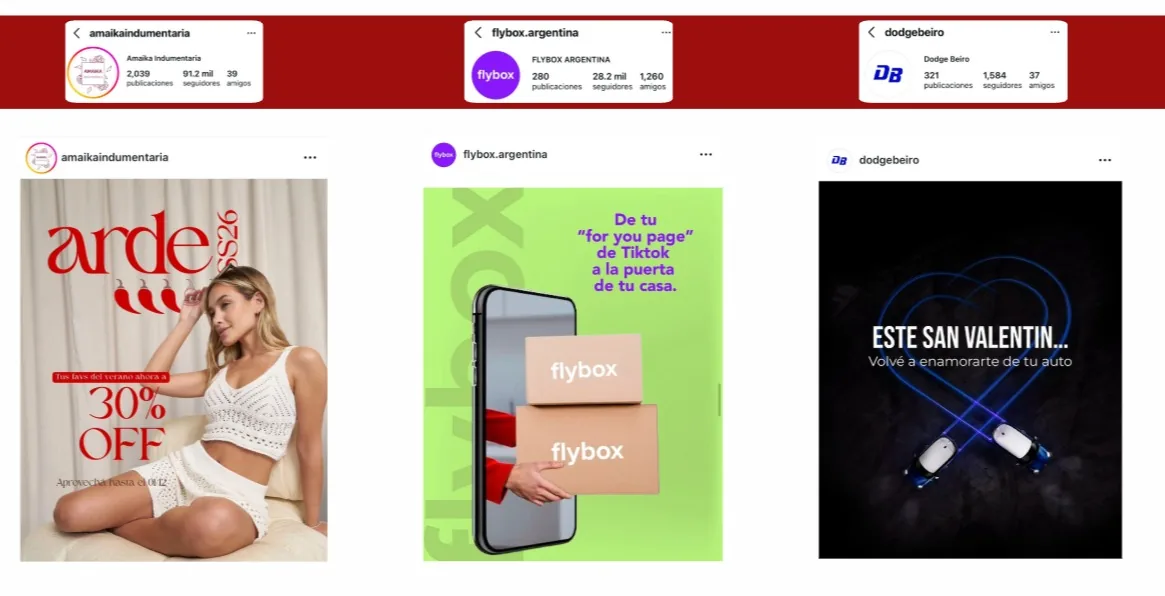 amaikaindumentaria
Amaika Indumentaria
2,039 91.2 mil 39
publicaciones seguidores amigos
flybox.argentina
flybox
FLYBOX ARGENTINA
280 28.2 mil 1,260
publicaciones seguidores amigos
dodgebeiro
DB
Dodge Beiro
321 1,584 37
publicaciones seguidores amigos
amaikaindumentaria
arde
SS26
Tus favs del verano ahora a
30%
OFF
Aprovechá hasta el 01.12
flybox
flybox.argentina
flybox
flybox
De tu
“for you page”
de Tiktok
a la puerta
de tu casa.
flybox
flybox
DB
dodgebeiro
ESTE SAN VALENTIN...
Volvé a enamorarte de tu auto